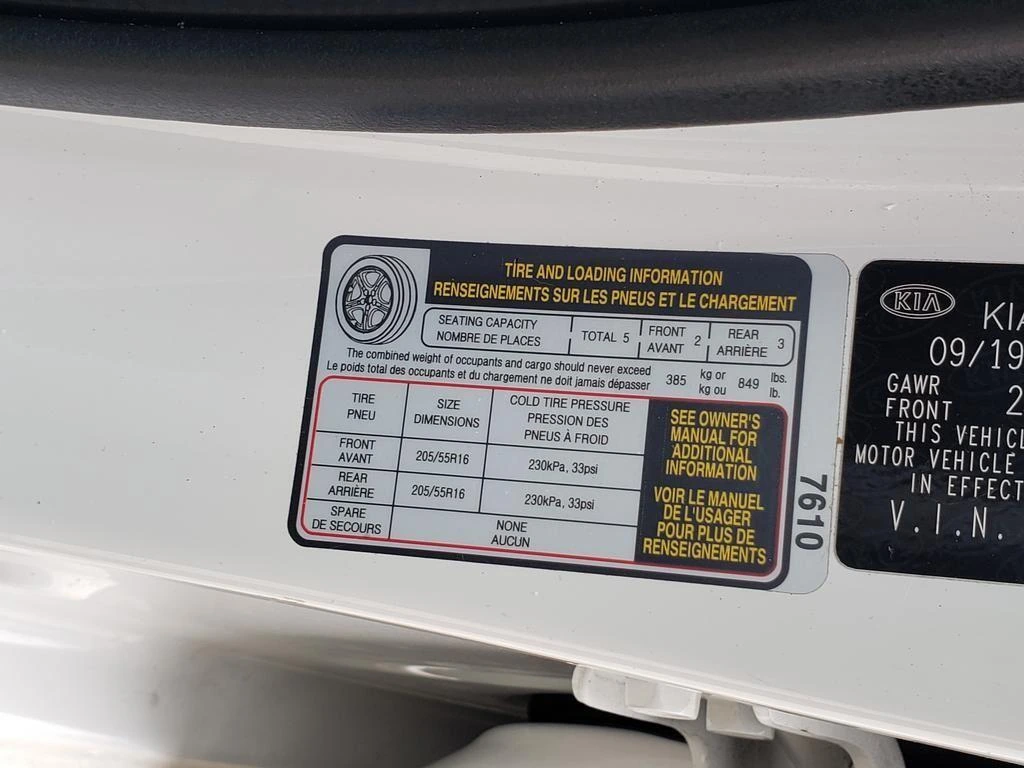 TIRE AND LOADING INFORMATION
RENSEIGNEMENTS SUR LES PNEUS ET LE CHARGEMENT
SEATING CAPACITY
NOMBRE DE PLACES
TOTAL 5
FRONT
AVANT 2
REAR
ARRIÈRE 3
The combined weight of occupants and cargo should never exceed
Le poids total des occupants et du chargement ne doit jamais dépasser
385 kg or
kg ou
849 lbs.
lb.
TIRE
PNEU
SIZE
DIMENSIONS
COLD TIRE PRESSURE
PRESSION DES
PNEUS À FROID
FRONT
AVANT
205/55R16
230kPa, 33psi
REAR
ARRIÈRE
205/55R16
230kPa, 33psi
SPARE
DE SECOURS
NONE
AUCUN
SEE OWNER'S
MANUAL FOR
ADDITIONAL
INFORMATION
VOIR LE MANUEL
DE L'USAGER
POUR PLUS DE
RENSEIGNEMENTS
7610
KIA
KIA
09/19
GAWR
FRONT 2
THIS VEHICL
MOTOR VEHICLE
IN EFFECT
V.I.N.